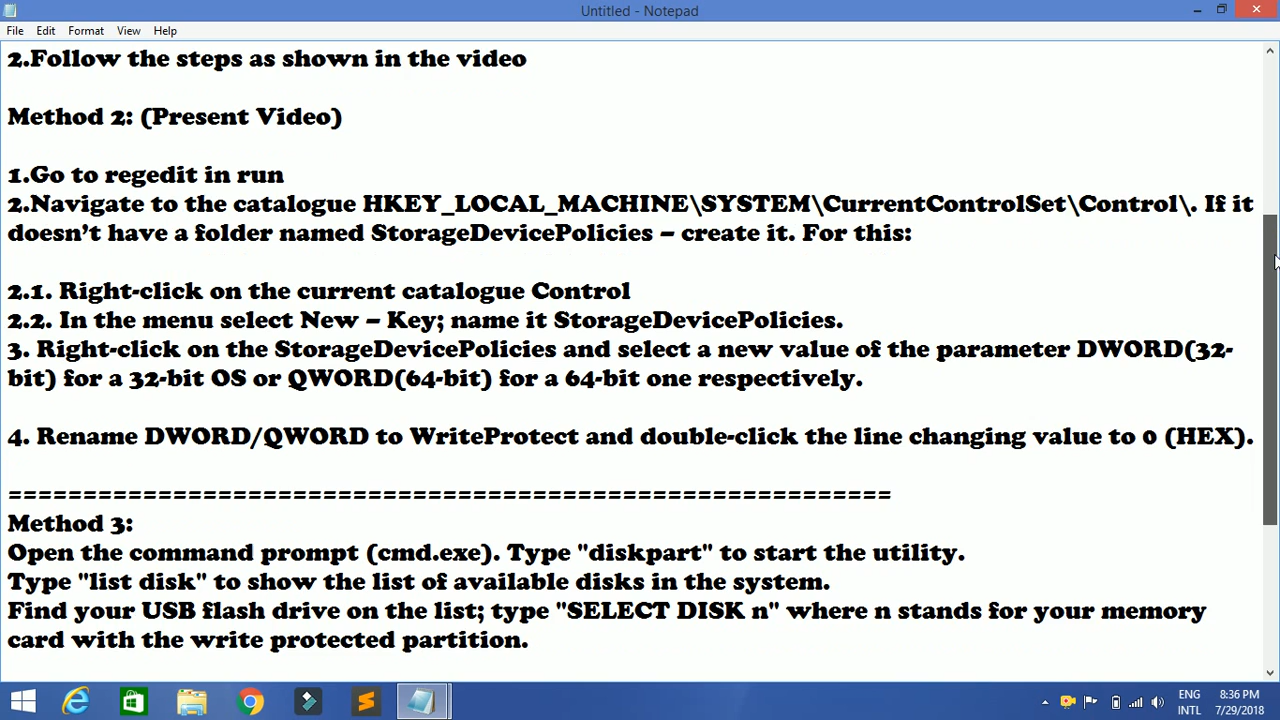 Untitled - Notepad
File Edit Format View Help
2.Follow the steps as shown in the video
Method 2: (Present Video)
1.Go to regedit in run
2.Navigate to the catalogue HKEY_LOCAL_MACHINE\SYSTEM\CurrentControlSet\Control\. If it
doesn’t have a folder named StorageDevicePolicies – create it. For this:
2.1. Right-click on the current catalogue Control
2.2. In the menu select New – Key; name it StorageDevicePolicies.
3. Right-click on the StorageDevicePolicies and select a new value of the parameter DWORD(32-
bit) for a 32-bit OS or QWORD(64-bit) for a 64-bit one respectively.
4. Rename DWORD/QWORD to WriteProtect and double-click the line changing value to 0 (HEX).
===========================================================
Method 3:
Open the command prompt (cmd.exe). Type "diskpart" to start the utility.
Type "list disk" to show the list of available disks in the system.
Find your USB flash drive on the list; type "SELECT DISK n" where n stands for your memory
card with the write protected partition.
ENG 8:36 PM
INTL 7/29/2018